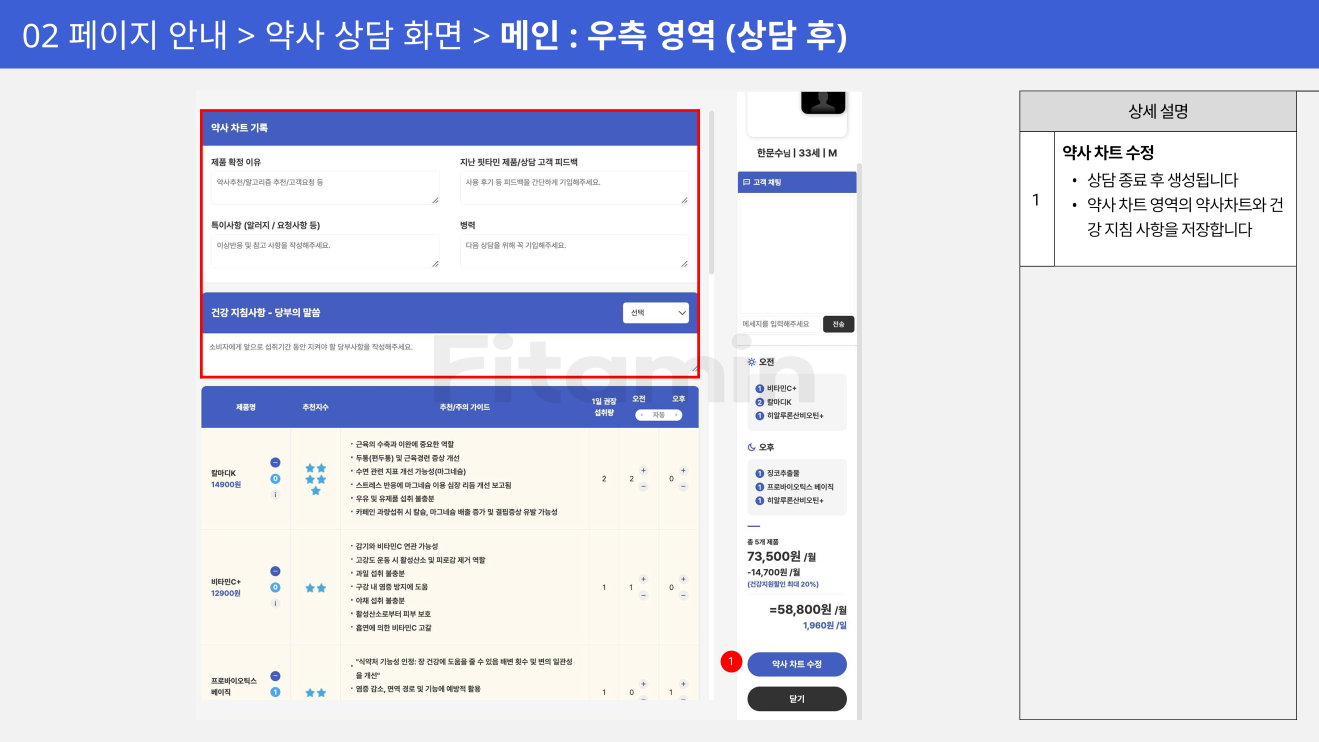 02 페이지 안내 > 약사 상담 화면 > 메인 : 우측 영역 (상담 후)
약사 차트 기록
제품 확정 이유
약사추천/알고리즘 추천/고객요청 등
지난 핏타민 제품/상담 고객 피드백
사용 후기 등 피드백을 간단하게 기입해주세요.
특이사항 (알러지 / 요청사항 등)
이상반응 및 참고 사항을 작성해주세요.
병력
다음 상담을 위해 꼭 기입해주세요.
건강 지침사항 - 당부의 말씀
선택
소비자에게 앞으로 섭취기간 동안 지켜야 할 당부사항을 작성해주세요.
Fitamin
제품명
추천지수
추천/주의 가이드
1일 권장
섭취량
오전
오후
자동
칼마디K
14900원
0
i
· 근육의 수축과 이완에 중요한 역할
· 두통(편두통) 및 근육경련 증상 개선
· 수면 관련 지표 개선 가능성(마그네슘)
· 스트레스 반응에 마그네슘 이용 심장 리듬 개선 보고됨
· 우유 및 유제품 섭취 불충분
· 카페인 과량섭취 시 칼슘, 마그네슘 배출 증가 및 결핍증상 유발 가능성
2
2
+
−
0
+
−
비타민C+
12900원
0
i
· 감기와 비타민C 연관 가능성
· 고강도 운동 시 활성산소 및 피로감 제거 역할
· 과일 섭취 불충분
· 구강 내 염증 방지에 도움
· 야채 섭취 불충분
· 활성산소로부터 피부 보호
· 흡연에 의한 비타민C 고갈
1
1
+
−
0
+
−
프로바이오틱스
베이직
1
· "식약처 기능성 인정: 장 건강에 도움을 줄 수 있음 배변 횟수 및 변의 일관성
을 개선"
· 염증 감소, 면역 경로 및 기능에 예방적 활용
1
0
+
1
+
한문수님 | 33세 | M
고객 채팅
메세지를 입력해주세요
전송
오전
1 비타민C+
2 칼마디K
1 히알루론산비오틴+
오후
1 징코추출물
1 프로바이오틱스 베이직
1 히알루론산비오틴+
총 5개 제품
73,500원 /월
-14,700원 /월
(건강지원할인 최대 20%)
=58,800원 /월
1,960원 /일
1
약사 차트 수정
닫기
상세 설명
1
약사 차트 수정
• 상담 종료 후 생성됩니다
• 약사 차트 영역의 약사차트와 건
강 지침 사항을 저장합니다